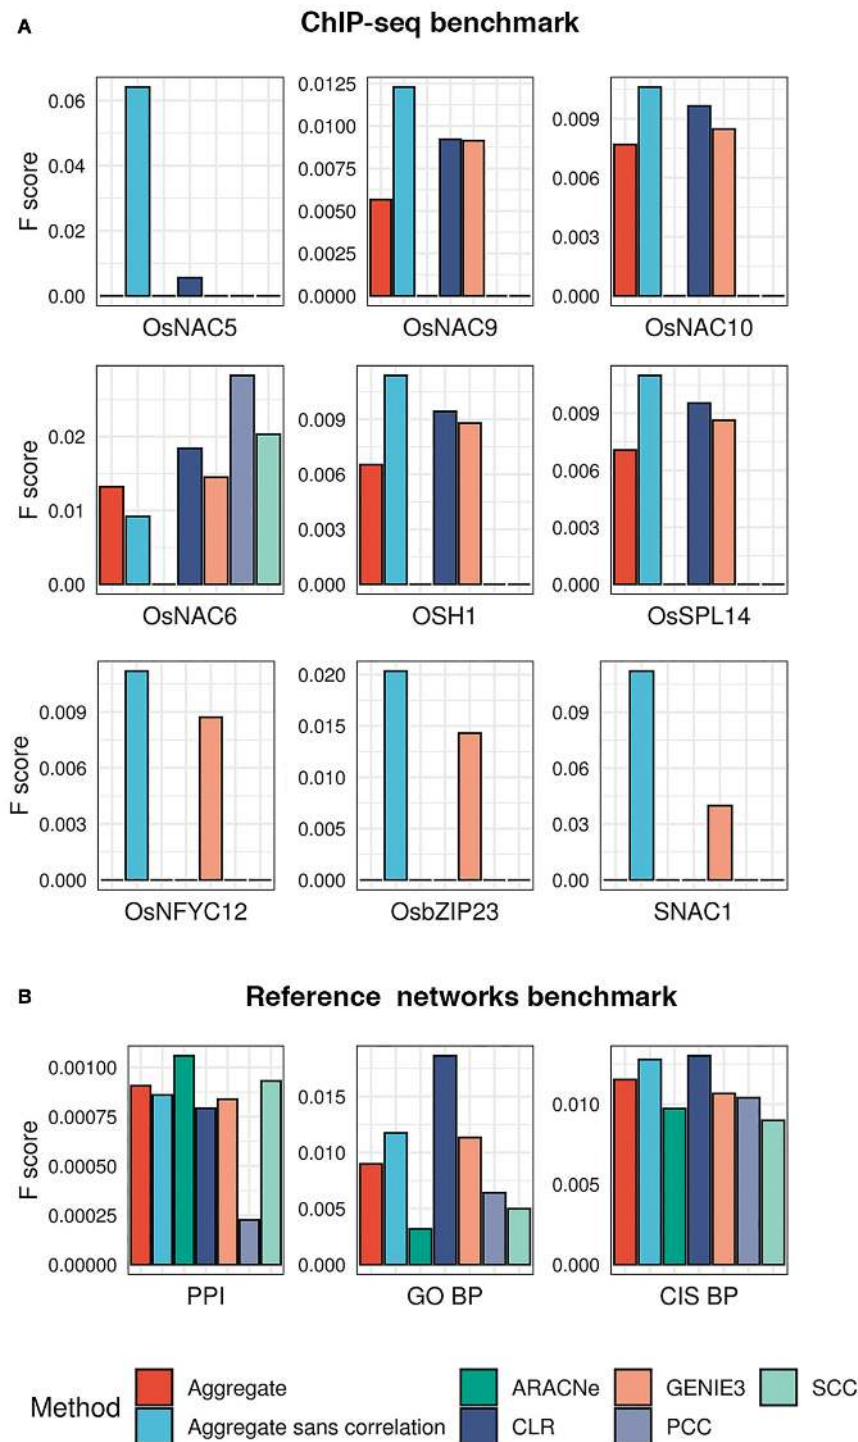 A
ChIP-seq benchmark
F score
0.06
0.04
0.02
0.00
OsNAC5
0.0125
0.0100
0.0075
0.0050
0.0025
0.0000
OsNAC9
0.009
0.006
0.003
0.000
OsNAC10
F score
0.02
0.01
0.00
OsNAC6
0.009
0.006
0.003
0.000
OSH1
0.009
0.006
0.003
0.000
OsSPL14
F score
0.009
0.006
0.003
0.000
OsNFYC12
0.020
0.015
0.010
0.005
0.000
OsbZIP23
0.09
0.06
0.03
0.00
SNAC1
B
Reference networks benchmark
F score
0.00100
0.00075
0.00050
0.00025
0.00000
PPI
0.015
0.010
0.005
0.000
GO BP
0.010
0.005
0.000
CIS BP
Method
Aggregate
Aggregate sans correlation
ARACNe
CLR
GENIE3
PCC
SCC